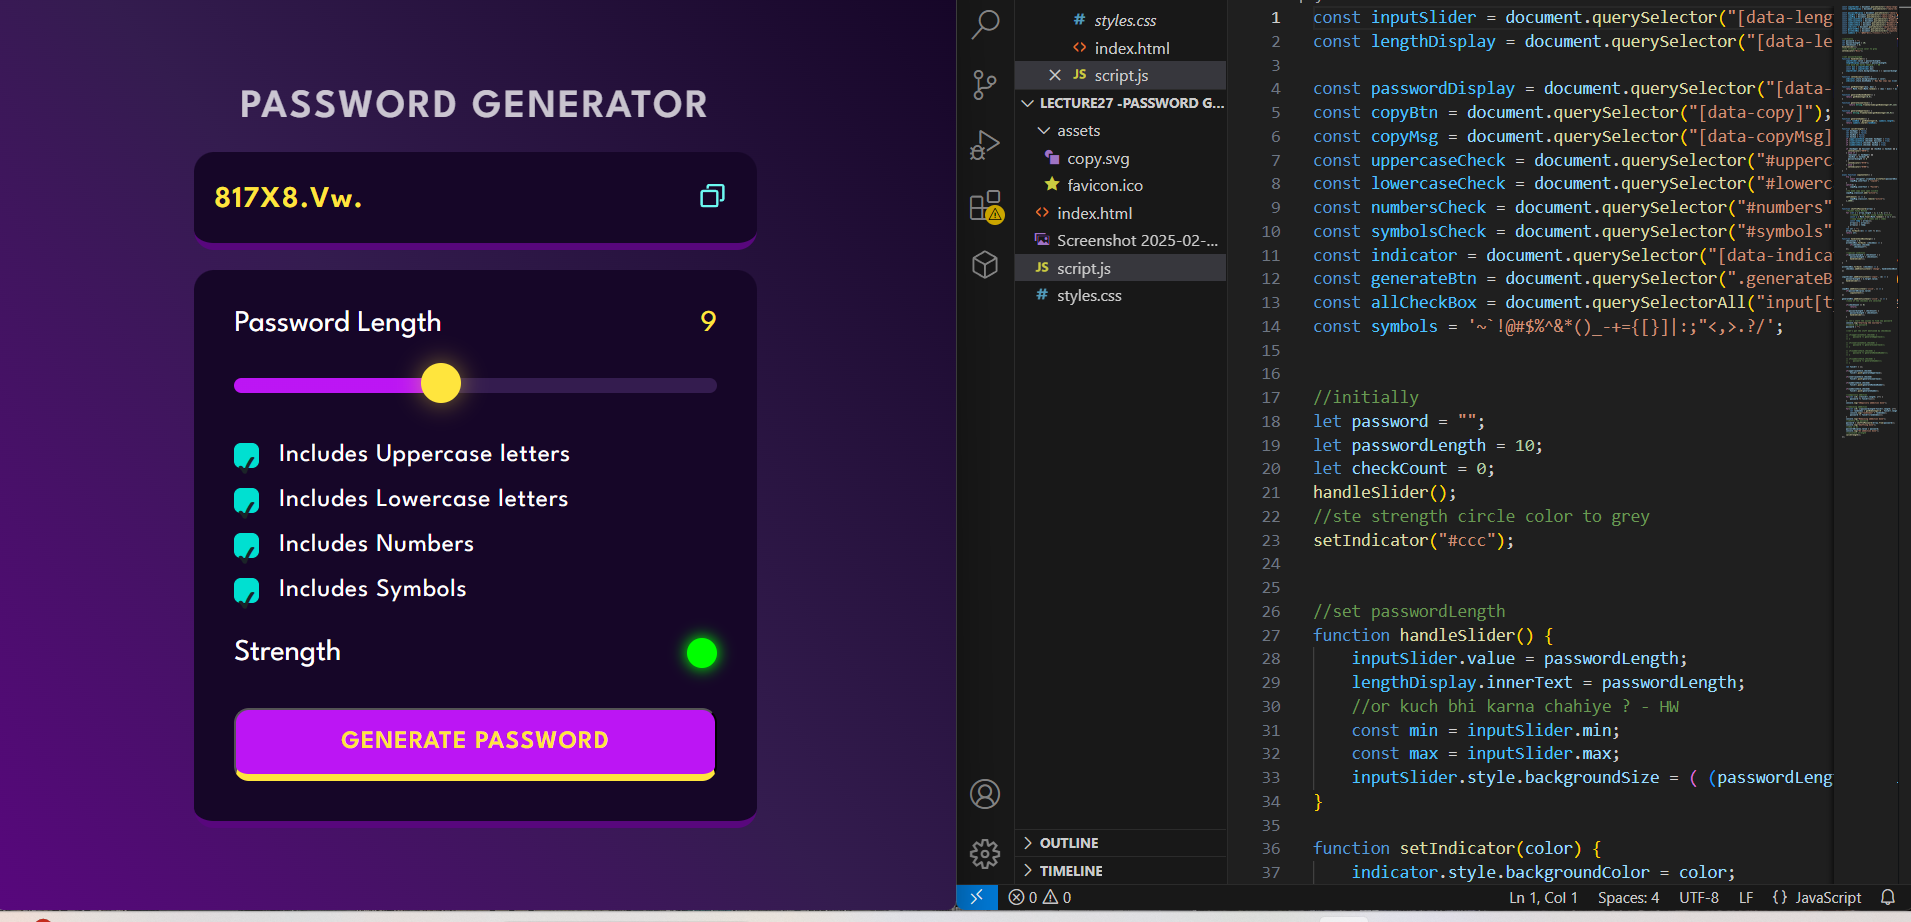 PASSWORD GENERATOR
817X8.Vw.
Password Length 9
Includes Uppercase letters
Includes Lowercase letters
Includes Numbers
Includes Symbols
Strength
GENERATE PASSWORD
# styles.css
<> index.html
JS script.js
LECTURE27 -PASSWORD G...
assets
copy.svg
favicon.ico
<> index.html
Screenshot 2025-02-...
JS script.js
# styles.css
OUTLINE
TIMELINE
1 const inputSlider = document.querySelector("[data-leng
2 const lengthDisplay = document.querySelector("[data-le
3
4 const passwordDisplay = document.querySelector("[data-
5 const copyBtn = document.querySelector("[data-copy]");
6 const copyMsg = document.querySelector("[data-copyMsg]
7 const uppercaseCheck = document.querySelector("#upperc
8 const lowercaseCheck = document.querySelector("#lowerc
9 const numbersCheck = document.querySelector("#numbers"
10 const symbolsCheck = document.querySelector("#symbols"
11 const indicator = document.querySelector("[data-indica
12 const generateBtn = document.querySelector(".generateB
13 const allCheckBox = document.querySelectorAll("input[t
14 const symbols = '~`!@#$%^&*()_-+={[}]|:;"<,>.?/';
15
16
17 //initially
18 let password = "";
19 let passwordLength = 10;
20 let checkCount = 0;
21 handleSlider();
22 //ste strength circle color to grey
23 setIndicator("#ccc");
24
25
26 //set passwordLength
27 function handleSlider() {
28 inputSlider.value = passwordLength;
29 lengthDisplay.innerText = passwordLength;
30 //or kuch bhi karna chahiye ? - HW
31 const min = inputSlider.min;
32 const max = inputSlider.max;
33 inputSlider.style.backgroundSize = ( (passwordLeng
34 }
35
36 function setIndicator(color) {
37 indicator.style.backgroundColor = color;
0 0 Ln 1, Col 1 Spaces: 4 UTF-8 LF {} JavaScript